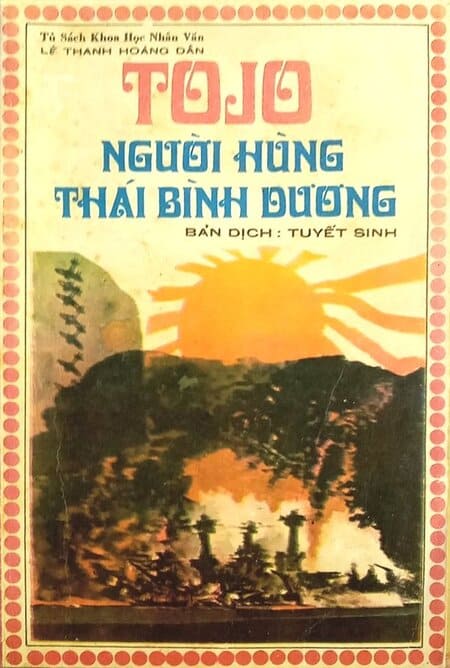 Tủ Sách Khoa Học Nhân Văn
LÊ THANH HOÀNG DÂN
TOJO
NGƯỜI HÙNG
THÁI BÌNH DƯƠNG
BẢN DỊCH : TUYẾT SINH